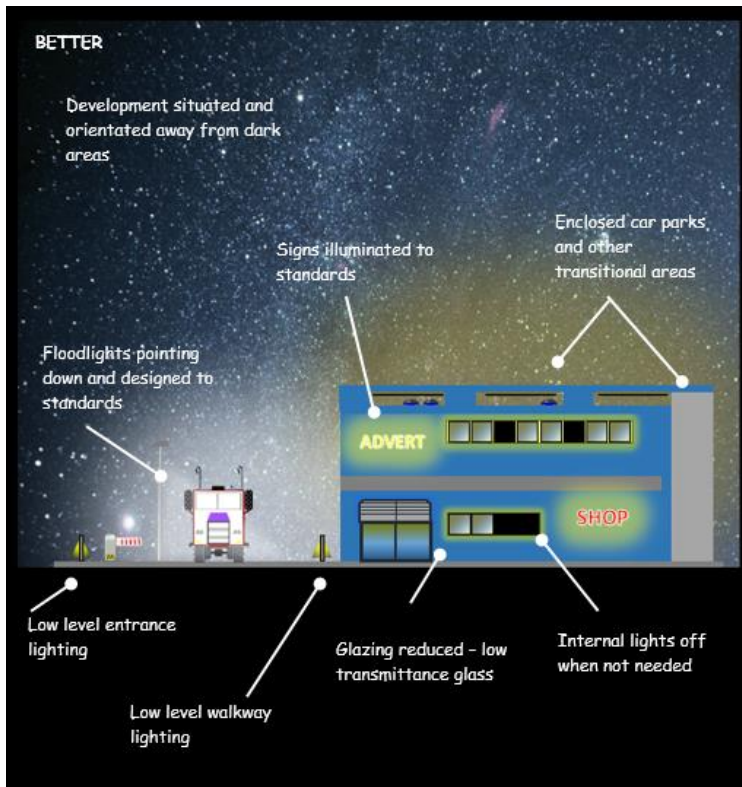 BETTER
Development situated and
orientated away from dark
areas
Enclosed car parks
and other
transitional areas
Signs illuminated to
standards
Floodlights pointing
down and designed to
standards
ADVERT
SHOP
Low level entrance
lighting
Glazing reduced – low
transmittance glass
Internal lights off
when not needed
Low level walkway
lighting